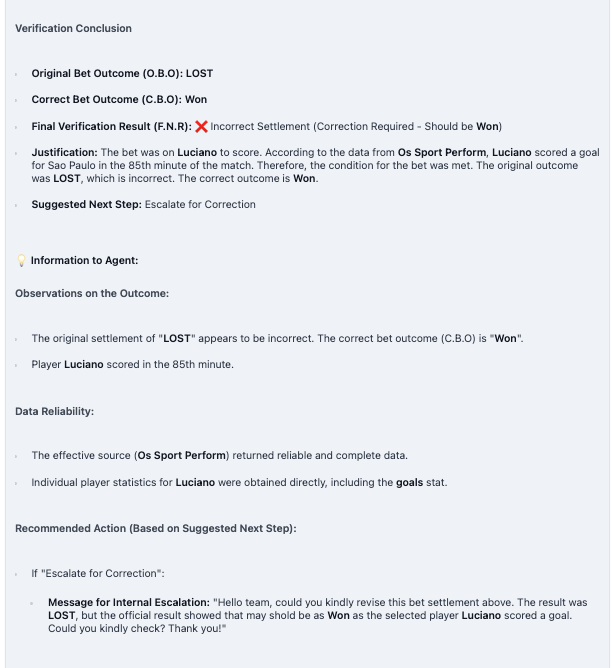 Verification Conclusion
Original Bet Outcome (O.B.O): LOST
Correct Bet Outcome (C.B.O): Won
Final Verification Result (F.N.R): ❌ Incorrect Settlement (Correction Required - Should be Won)
Justification: The bet was on Luciano to score. According to the data from Os Sport Perform, Luciano scored a goal
for Sao Paulo in the 85th minute of the match. Therefore, the condition for the bet was met. The original outcome
was LOST, which is incorrect. The correct outcome is Won.
Suggested Next Step: Escalate for Correction
💡 Information to Agent:
Observations on the Outcome:
The original settlement of "LOST" appears to be incorrect. The correct bet outcome (C.B.O) is "Won".
Player Luciano scored in the 85th minute.
Data Reliability:
The effective source (Os Sport Perform) returned reliable and complete data.
Individual player statistics for Luciano were obtained directly, including the goals stat.
Recommended Action (Based on Suggested Next Step):
If "Escalate for Correction":
Message for Internal Escalation: "Hello team, could you kindly revise this bet settlement above. The result was
LOST, but the official result showed that may shold be as Won as the selected player Luciano scored a goal.
Could you kindly check? Thank you!"